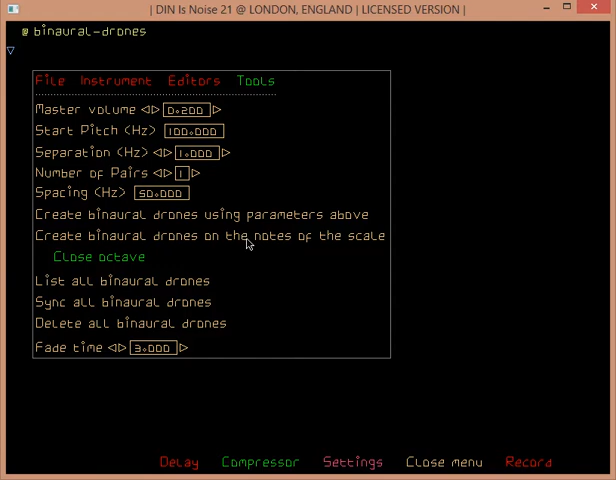 | DIN Is Noise 21 @ LONDON, ENGLAND | LICENSED VERSION |
@ binaural-drones
File Instrument Editors Tools
Master volume 0.200
Start Pitch (Hz) 100.000
Separation (Hz) 1.000
Number of Pairs 1
Spacing (Hz) 50.000
Create binaural drones using parameters above
Create binaural drones on the notes of the scale
Close octave
List all binaural drones
Sync all binaural drones
Delete all binaural drones
Fade time 3.000
Delay Compressor Settings Close menu Record